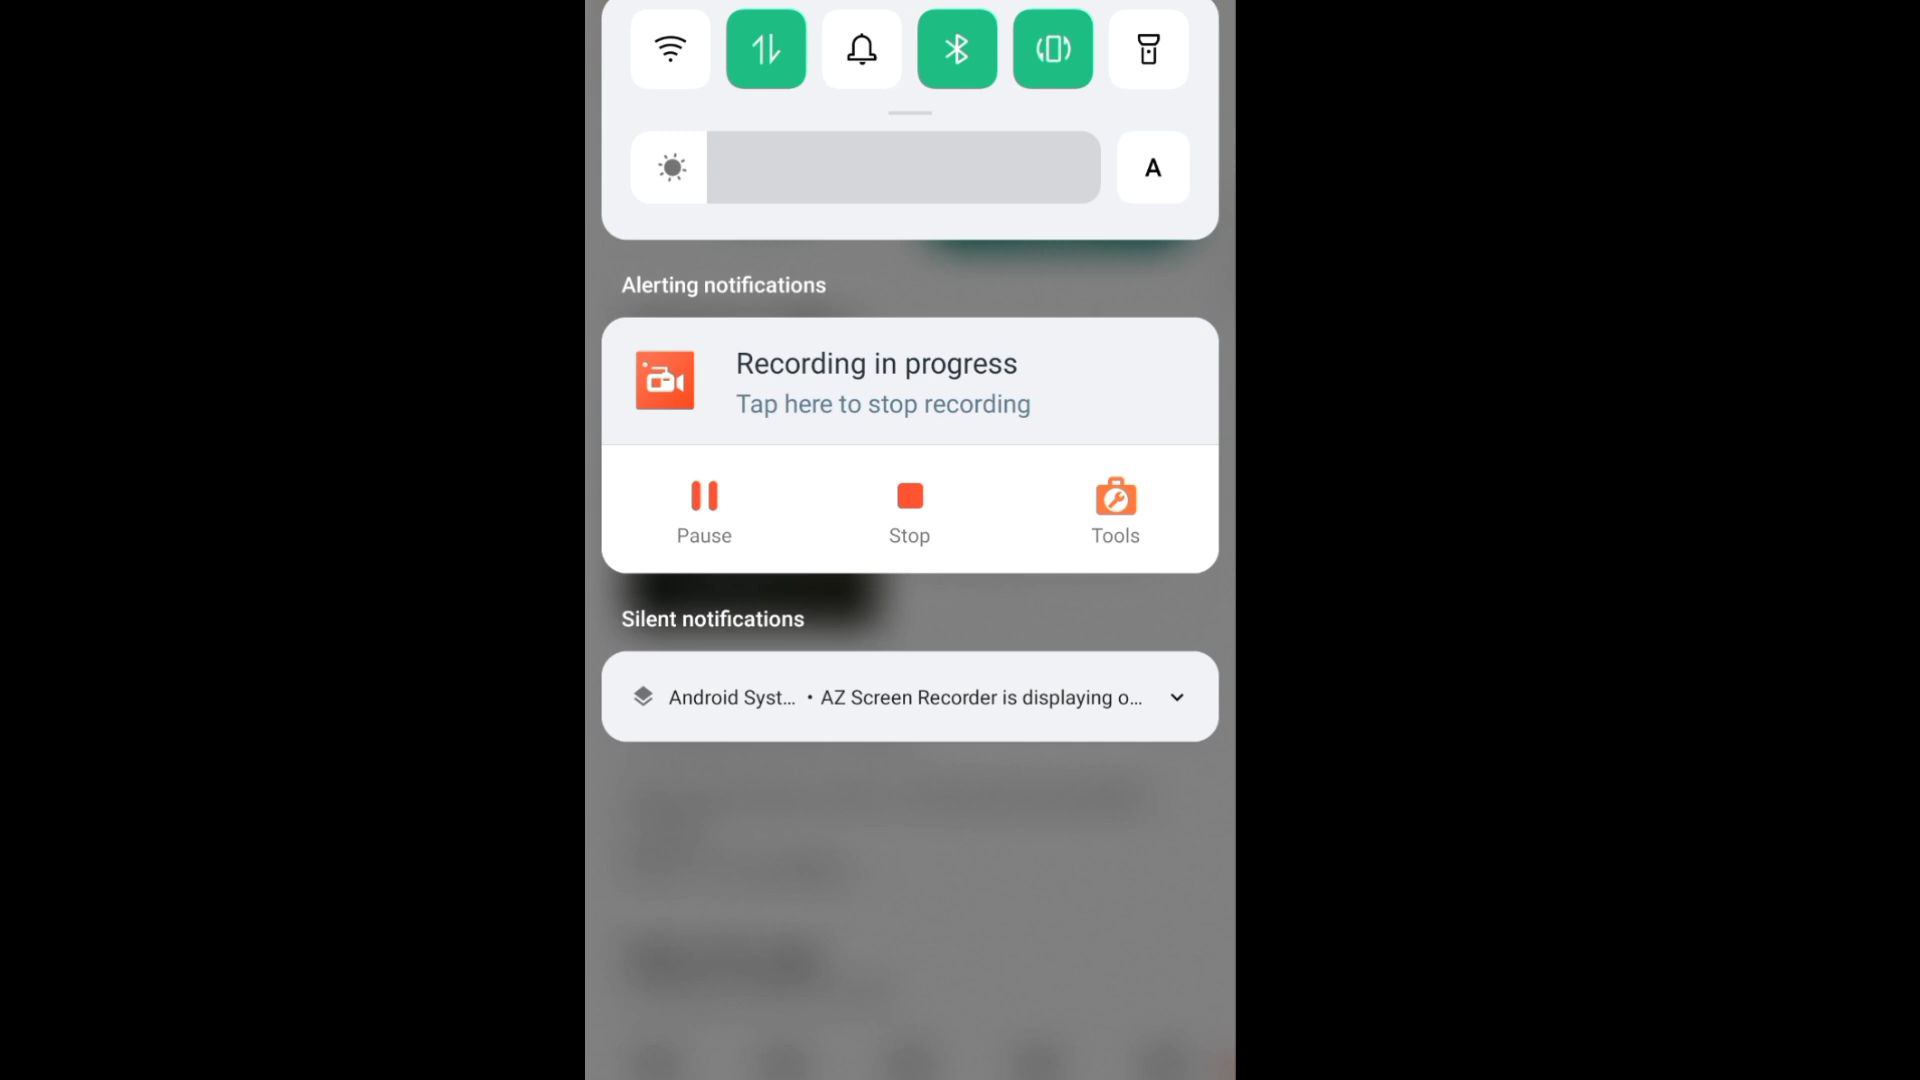 A
Alerting notifications
Recording in progress
Tap here to stop recording
Pause Stop Tools
Silent notifications
Android Syst... • AZ Screen Recorder is displaying o...